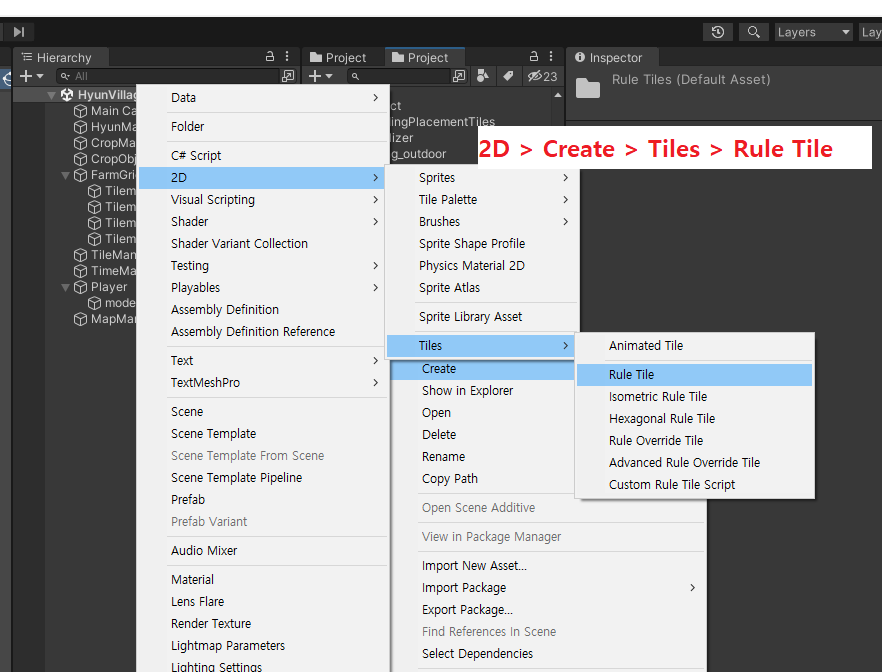 Layers
Lay
Hierarchy
Project
Project
Inspector
All
23
HyunVillag
Rule Tiles (Default Asset)
Main Ca
HyunMa
CropMa
CropObj
FarmGri
Tilem
Tilem
Tilem
Tilem
TileMan
TimeMa
Player
mode
MapMa
ct
ingPlacementTiles
lizer
g_outdoor
2D > Create > Tiles > Rule Tile
Data
Folder
C# Script
2D
Visual Scripting
Shader
Shader Variant Collection
Testing
Playables
Assembly Definition
Assembly Definition Reference
Text
TextMeshPro
Scene
Scene Template
Scene Template From Scene
Scene Template Pipeline
Prefab
Prefab Variant
Audio Mixer
Material
Lens Flare
Render Texture
Lightmap Parameters
Lighting Settings
Sprites
Tile Palette
Brushes
Sprite Shape Profile
Physics Material 2D
Sprite Atlas
Sprite Library Asset
Tiles
Create
Show in Explorer
Open
Delete
Rename
Copy Path
Open Scene Additive
View in Package Manager
Import New Asset...
Import Package
Export Package...
Find References In Scene
Select Dependencies
Animated Tile
Rule Tile
Isometric Rule Tile
Hexagonal Rule Tile
Rule Override Tile
Advanced Rule Override Tile
Custom Rule Tile Script